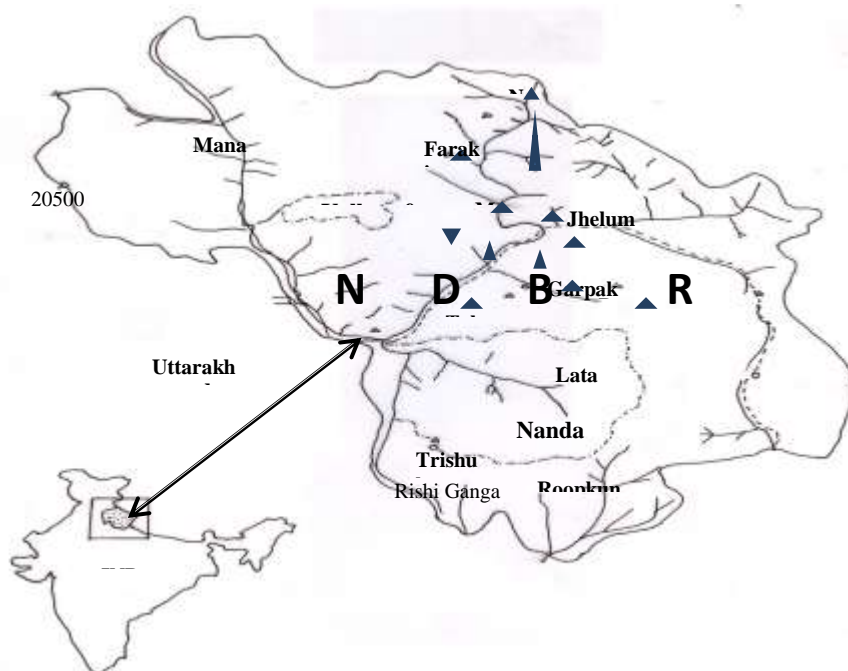 Mana
Farak
20500
Jhelum
N D B R
Garpak
Uttarakh
Lata
Nanda
Trishu
Rishi Ganga
Roopkun